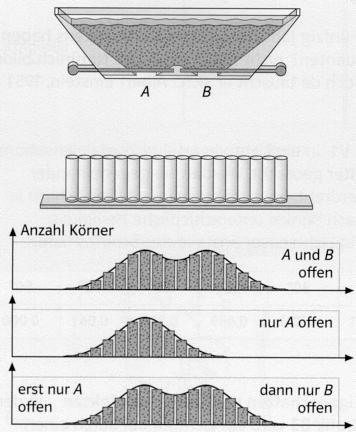 A B
Anzahl Körner
A und B
offen
nur A offen
erst nur A
offen
dann nur B
offen